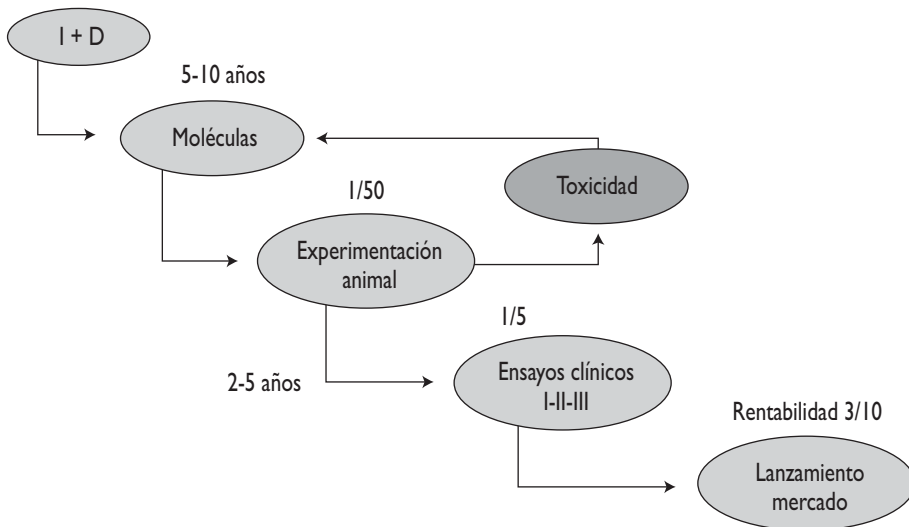 I + D
5-10 años
Moléculas
Toxicidad
1/50
Experimentación
animal
1/5
2-5 años
Ensayos clínicos
I-II-III
Rentabilidad 3/10
Lanzamiento
mercado